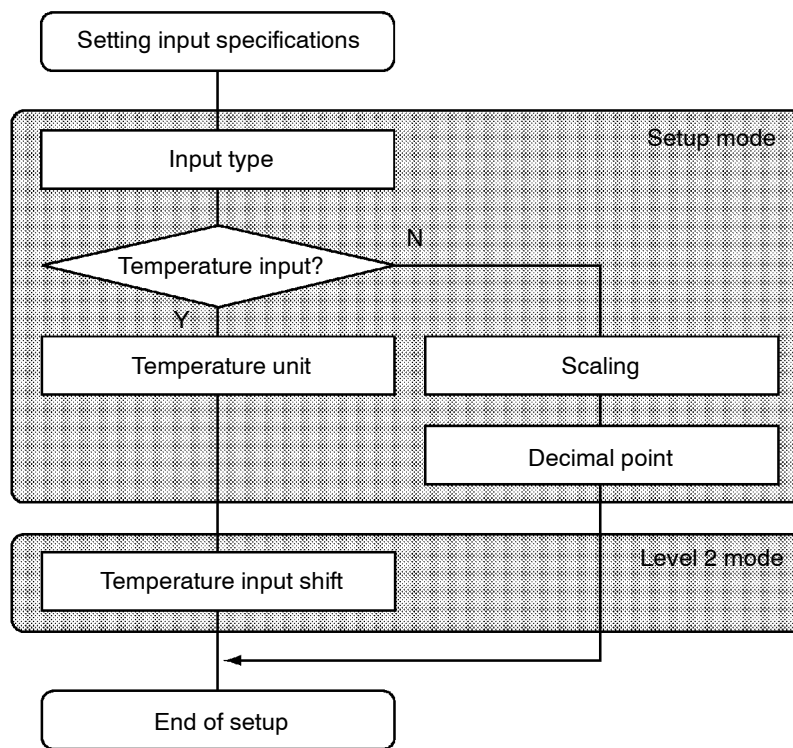 Setting input specifications
Setup mode
Input type
N
Temperature input?
Y
Temperature unit
Scaling
Decimal point
Level 2 mode
Temperature input shift
End of setup